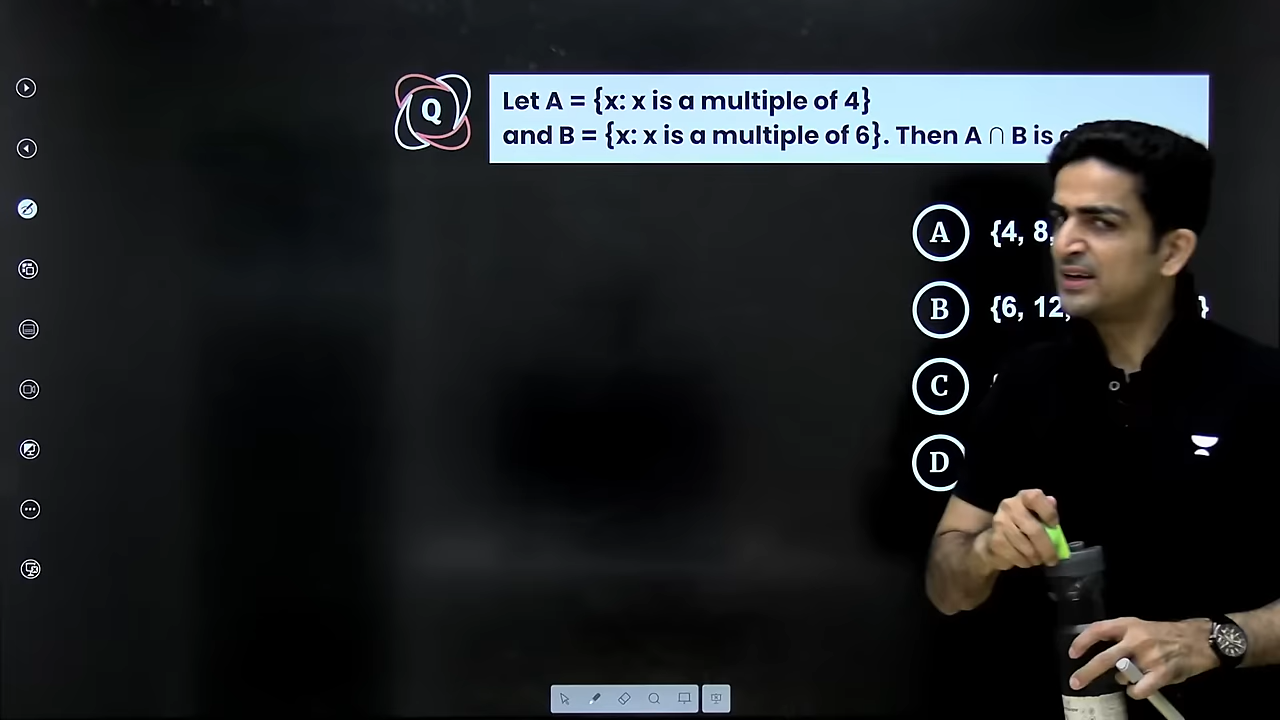 Q
Let A = {x: x is a multiple of 4}
and B = {x: x is a multiple of 6}. Then A ∩ B is
A {4, 8,
B {6, 12, }
C
D